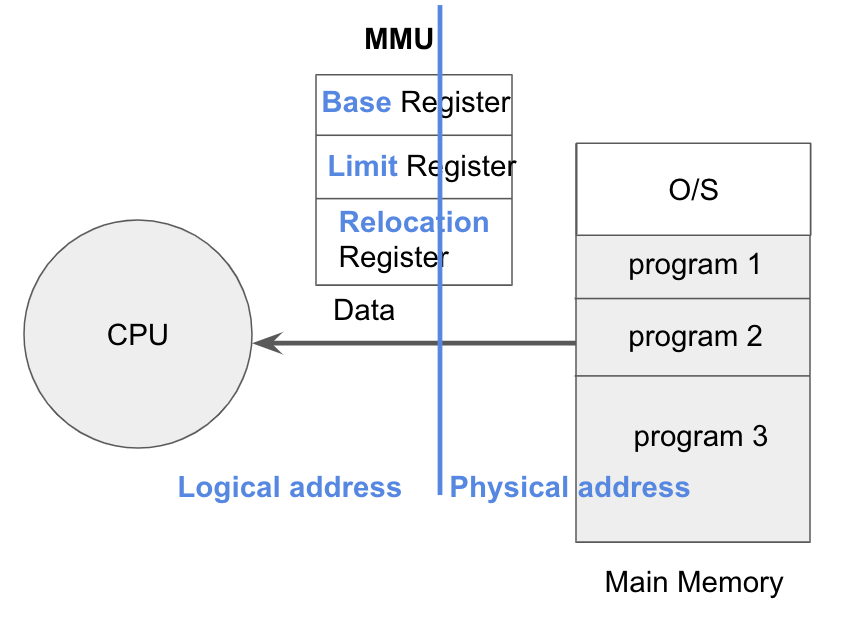 MMU
Base Register
Limit Register
Relocation
Register
Data
CPU
O/S
program 1
program 2
program 3
Logical address
Physical address
Main Memory